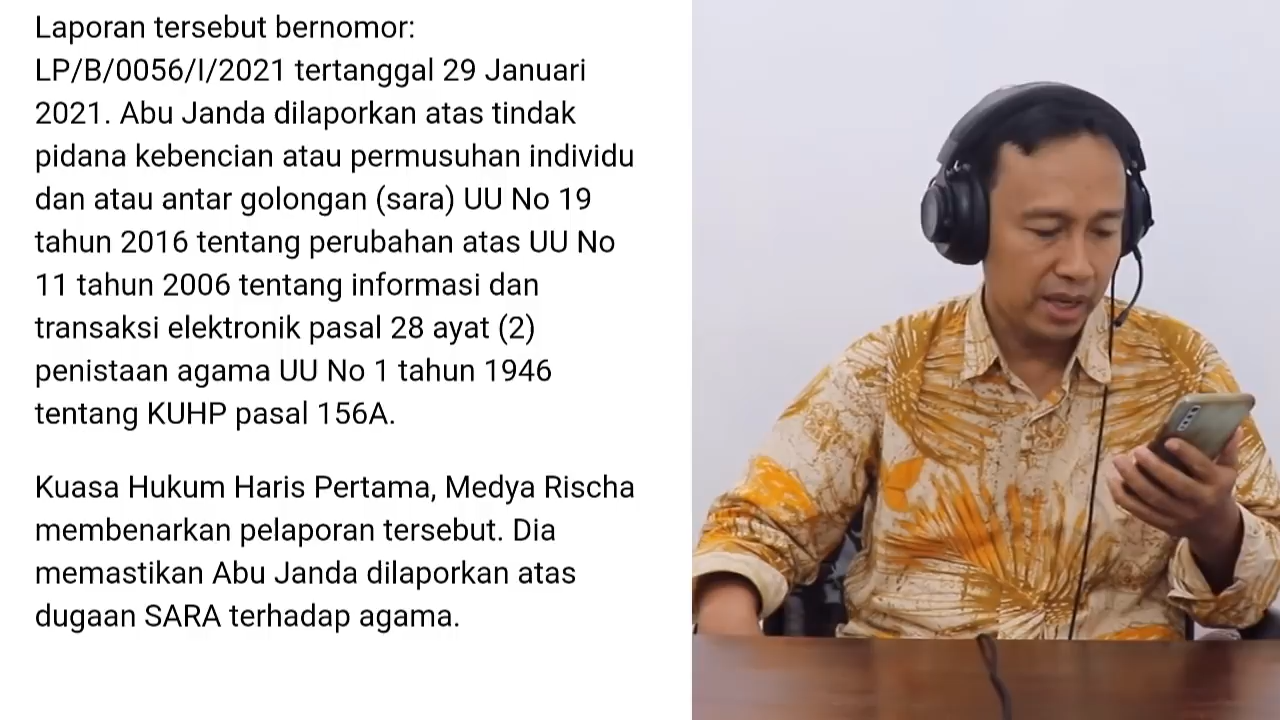 Laporan tersebut bernomor:
LP/B/0056/I/2021 tertanggal 29 Januari
2021. Abu Janda dilaporkan atas tindak
pidana kebencian atau permusuhan individu
dan atau antar golongan (sara) UU No 19
tahun 2016 tentang perubahan atas UU No
11 tahun 2006 tentang informasi dan
transaksi elektronik pasal 28 ayat (2)
penistaan agama UU No 1 tahun 1946
tentang KUHP pasal 156A.
Kuasa Hukum Haris Pertama, Medya Rischa
membenarkan pelaporan tersebut. Dia
memastikan Abu Janda dilaporkan atas
dugaan SARA terhadap agama.